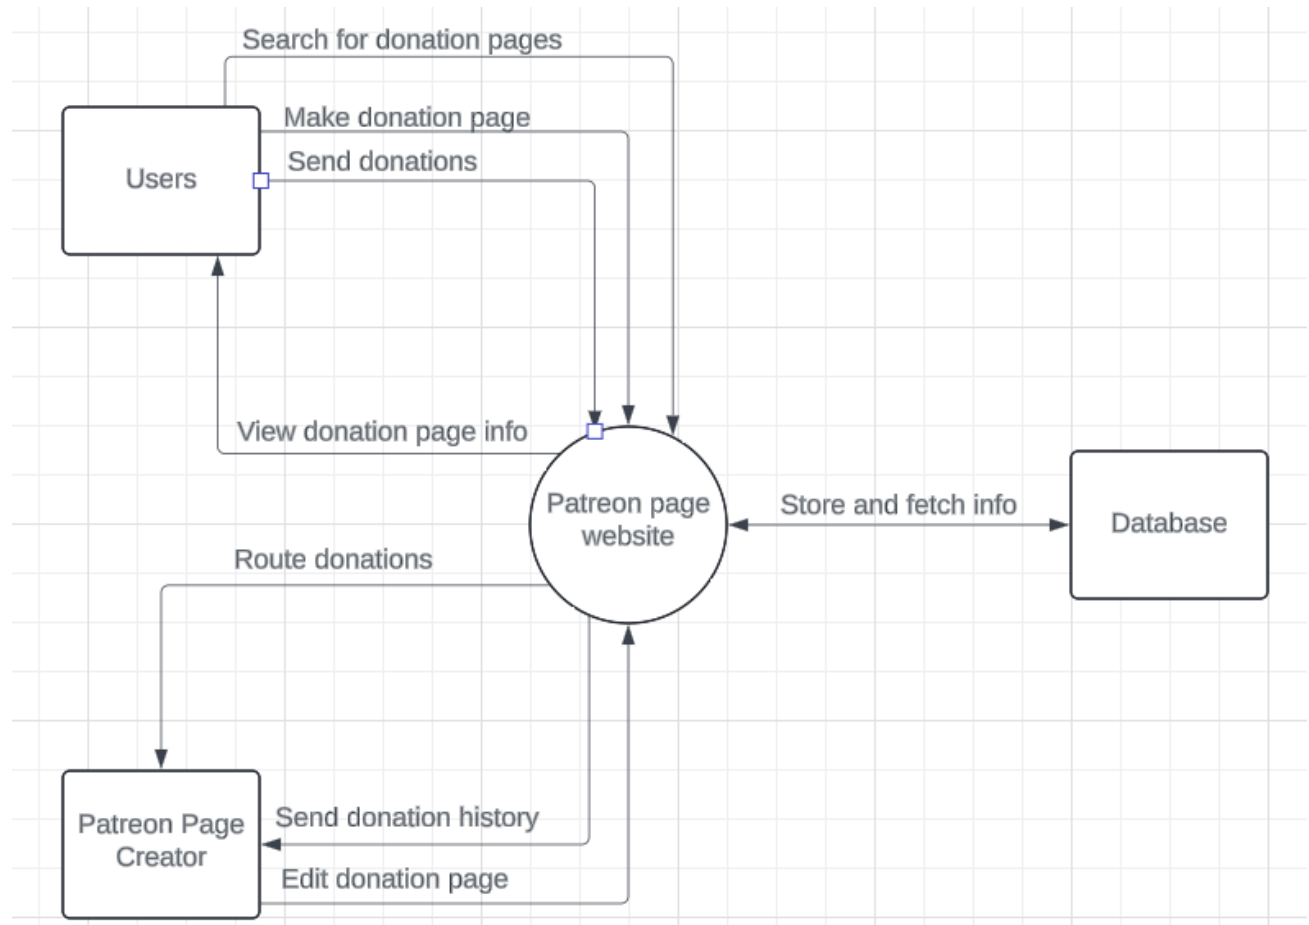 Search for donation pages
Make donation page
Send donations
Users
View donation page info
Patreon page
website
Store and fetch info
Database
Route donations
Patreon Page
Creator
Send donation history
Edit donation page